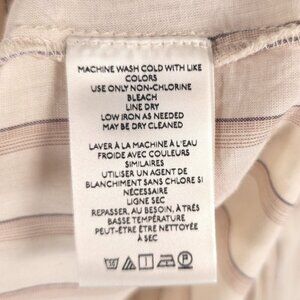 MACHINE WASH COLD WITH LIKE
COLORS
USE ONLY NON-CHLORINE
BLEACH
LINE DRY
LOW IRON AS NEEDED
MAY BE DRY CLEANED
LAVER À LA MACHINE À L'EAU
FROIDE AVEC COULEURS
SIMILAIRES
UTILISER UN AGENT DE
BLANCHIMENT SANS CHLORE SI
NÉCESSAIRE
LIGNE SEC
REPASSER, AU BESOIN, À TRÈS
BASSE TEMPÉRATURE
PEUT-ÊTRE ÊTRE NETTOYÉE
À SEC